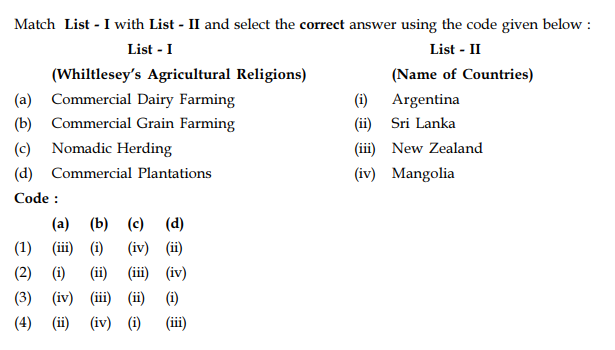 Match List - I with List - II and select the correct answer using the code given below :
List - I List - II
(Whiltlesey's Agricultural Religions) (Name of Countries)
(a) Commercial Dairy Farming (i) Argentina
(b) Commercial Grain Farming (ii) Sri Lanka
(c) Nomadic Herding (iii) New Zealand
(d) Commercial Plantations (iv) Mangolia
Code :
(a) (b) (c) (d)
(1) (iii) (i) (iv) (ii)
(2) (i) (ii) (iii) (iv)
(3) (iv) (iii) (ii) (i)
(4) (ii) (iv) (i) (iii)